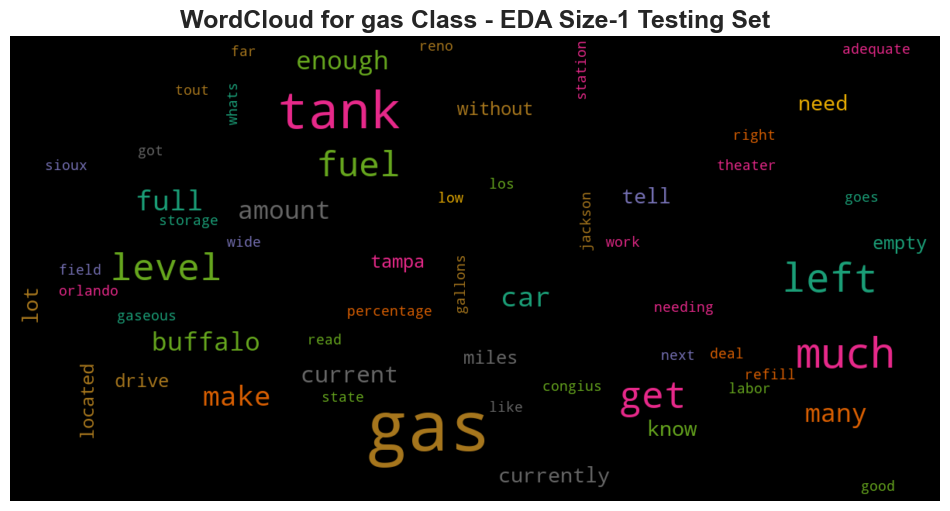 WordCloud for gas Class - EDA Size-1 Testing Set
far
reno
station
adequate
enough
tout
whats
tank
without
need
right
got
fuel
sioux
theater
los
full
low
tell
goes
storage
amount
jackson
wide
work
empty
field
level
tampa
gallons
left
orlando
lot
car
gaseous
percentage
needing
buffalo
read
miles
next
deal
much
located
drive
current
refill
make
state
congius
labor
get
like
many
gas
know
currently
good